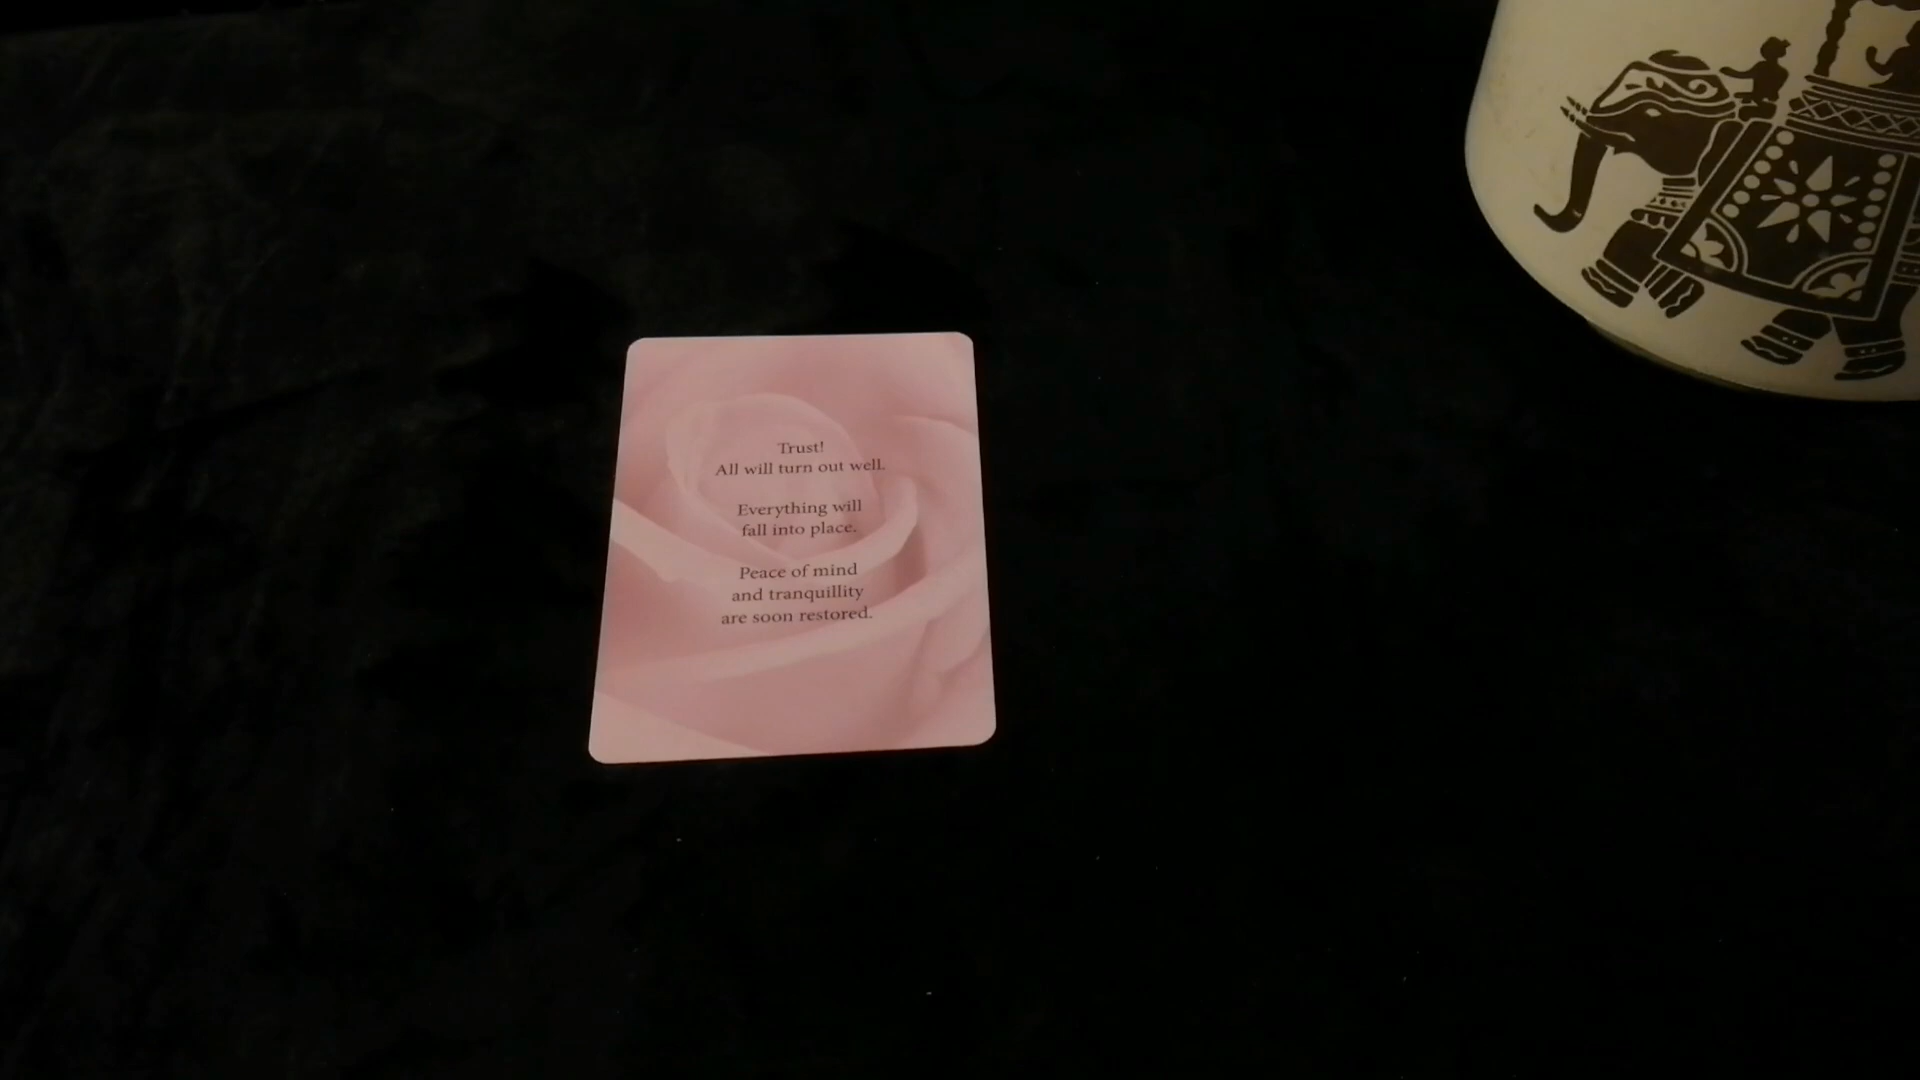 Trust!
All will turn out well.
Everything will
fall into place.
Peace of mind
and tranquillity
are soon restored.